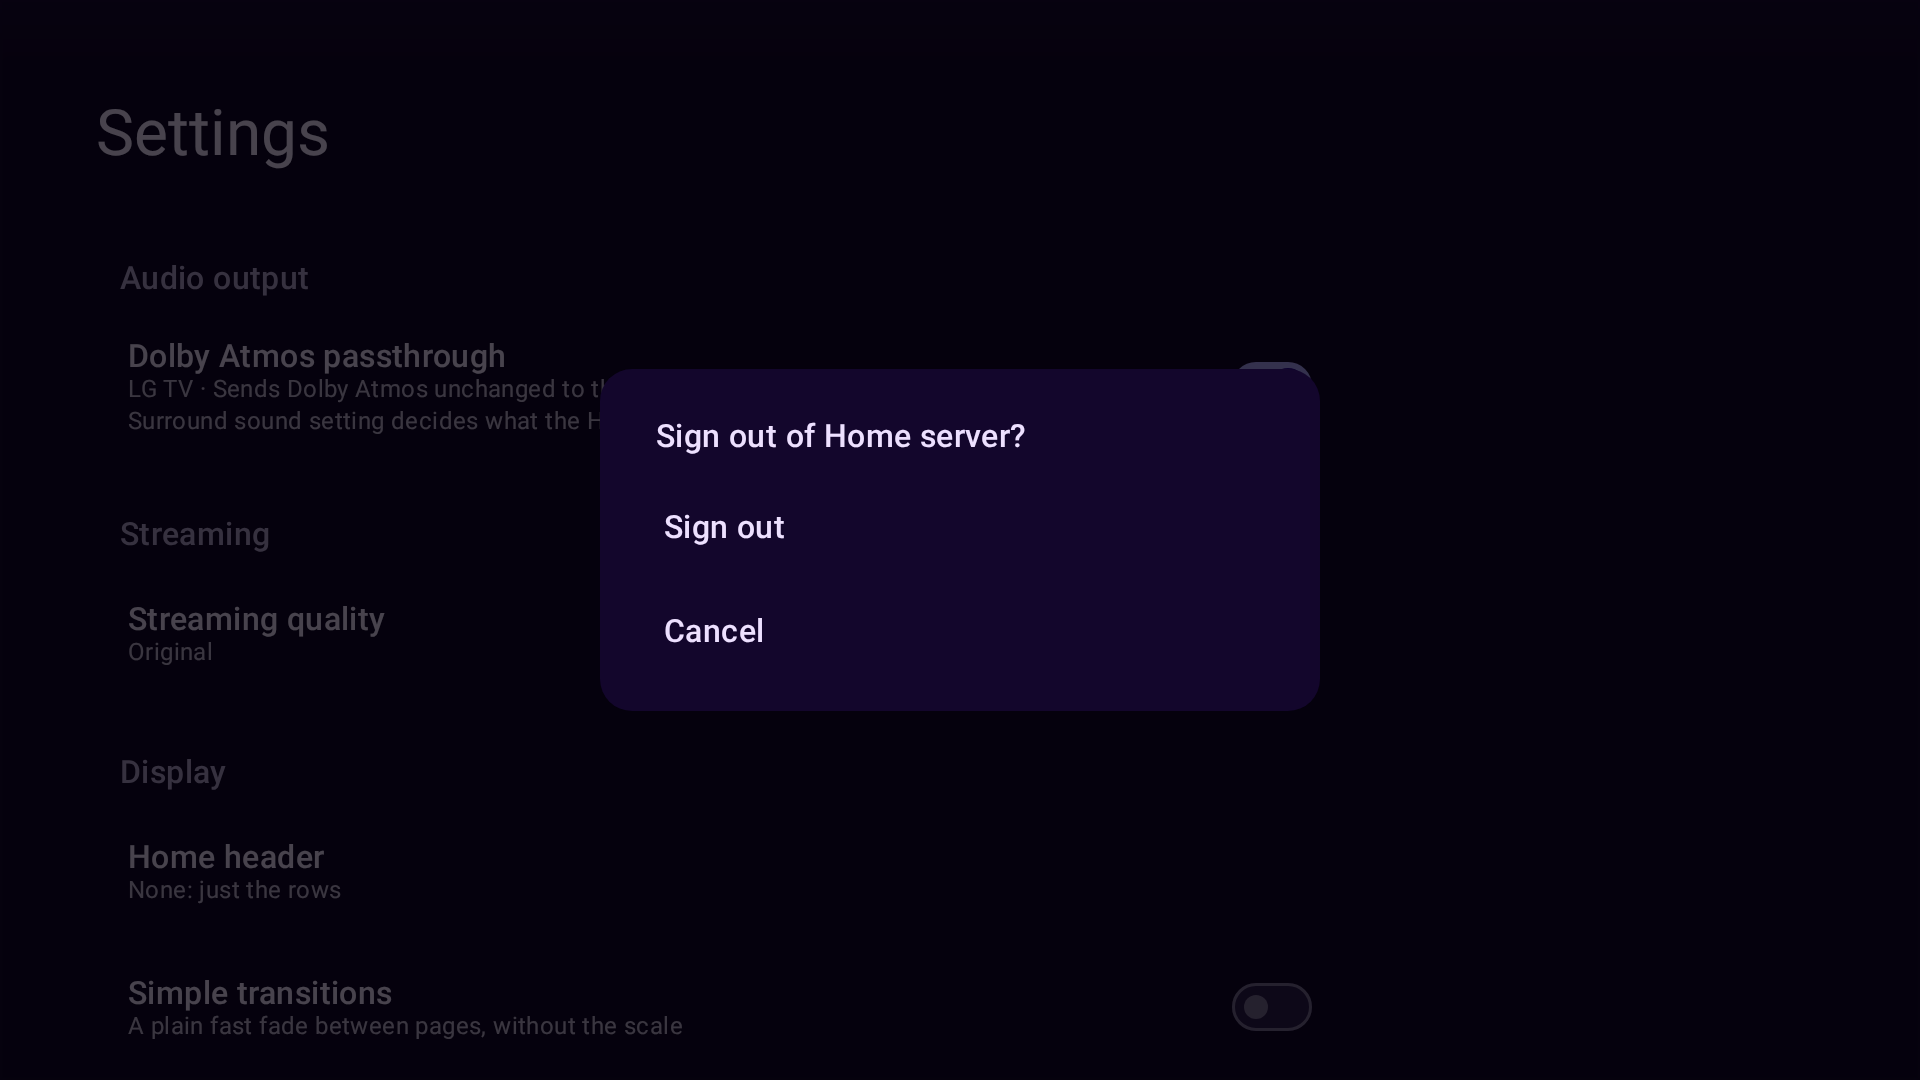 Settings
Audio output
Dolby Atmos passthrough
LG TV · Sends Dolby Atmos unchanged to
Surround sound setting decides what the
Sign out of Home server?
Sign out
Cancel
Streaming
Streaming quality
Original
Display
Home header
None: just the rows
Simple transitions
A plain fast fade between pages, without the scale